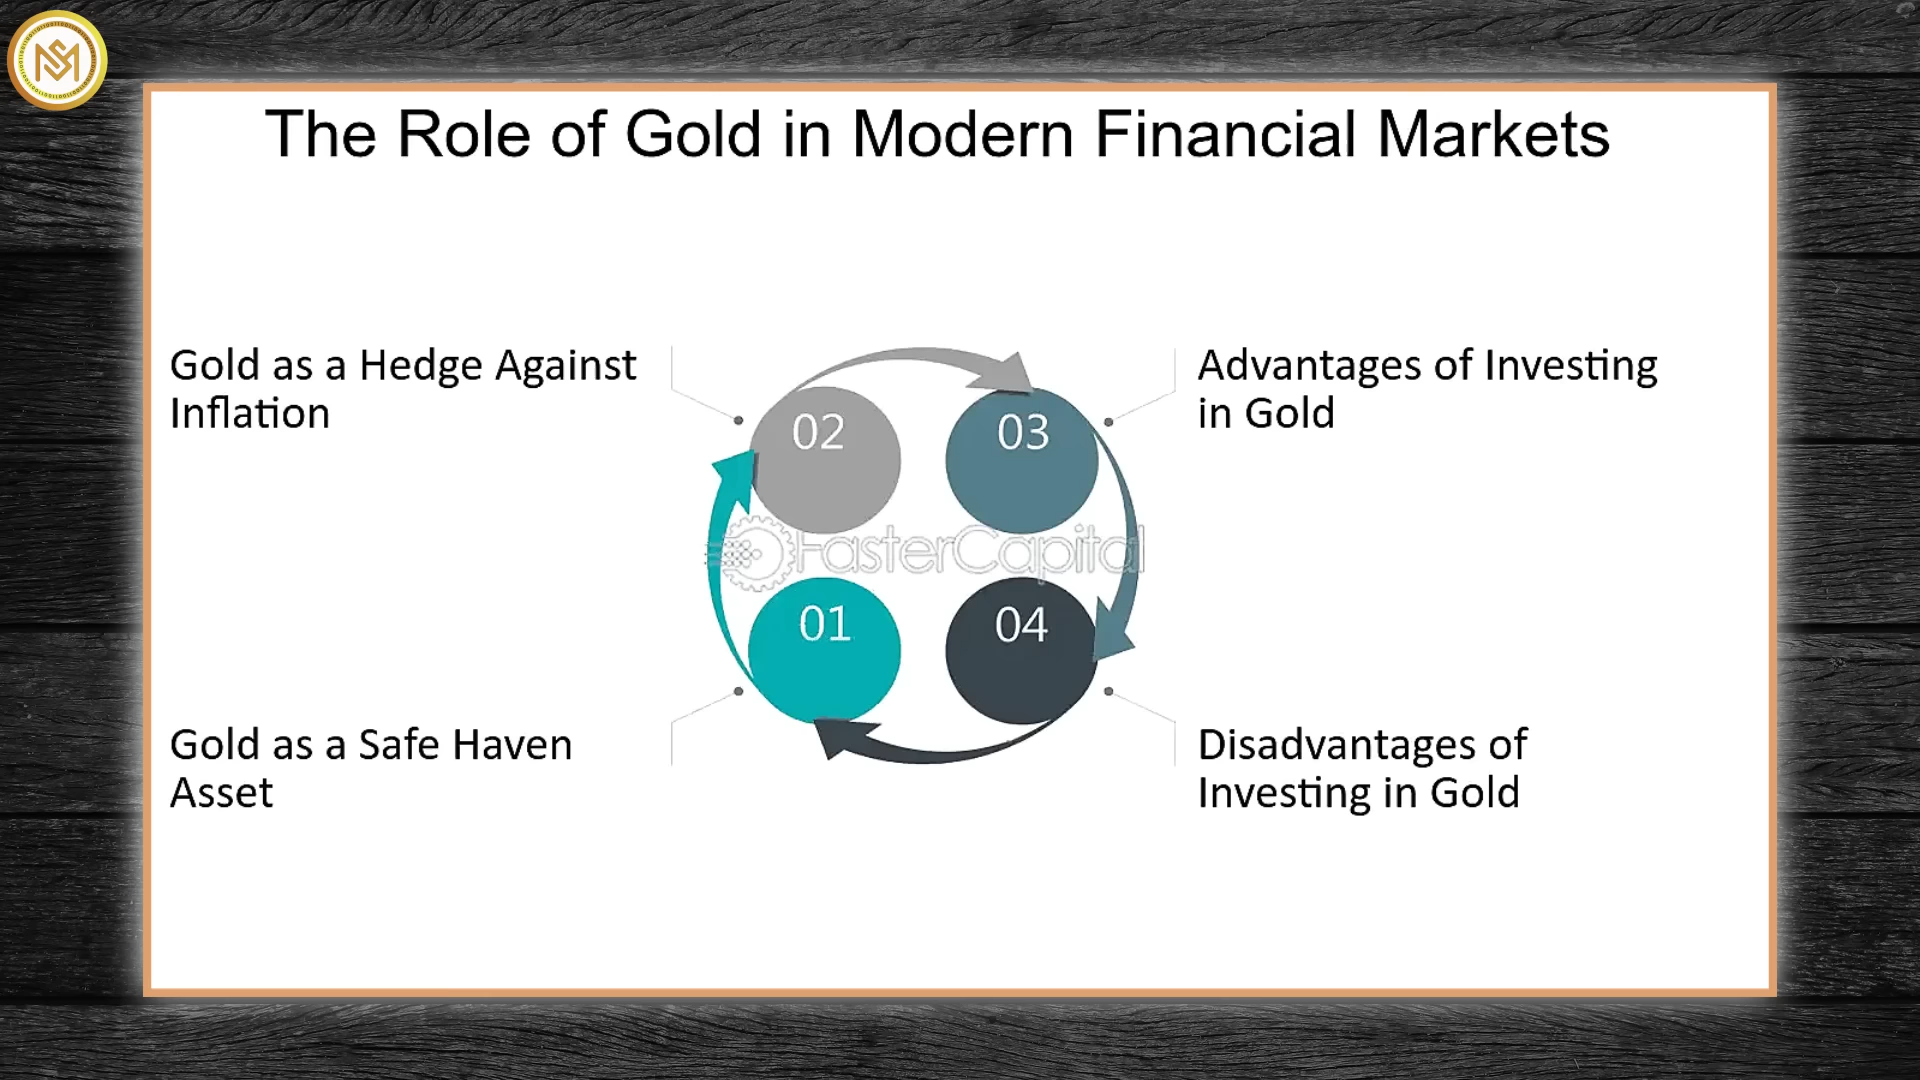 The Role of Gold in Modern Financial Markets
Gold as a Hedge Against
Inflation
02
03
Advantages of Investing
in Gold
FasterCapital
01
04
Gold as a Safe Haven
Asset
Disadvantages of
Investing in Gold